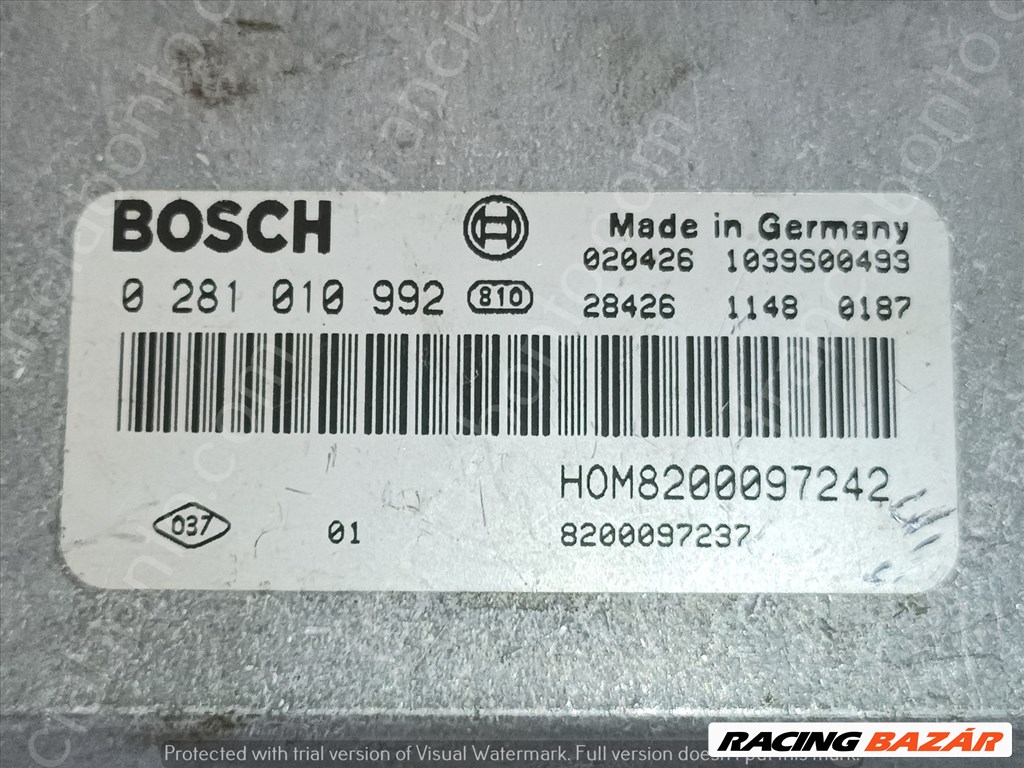 BOSCH
Made in Germany
020426 1039S00493
0 281 010 992 810
28426 1148 0187
HOM8200097242
037 01 8200097237
Protected with trial version of Visual Watermark. Full version doesn't put this mark.
RACING BAZÁR